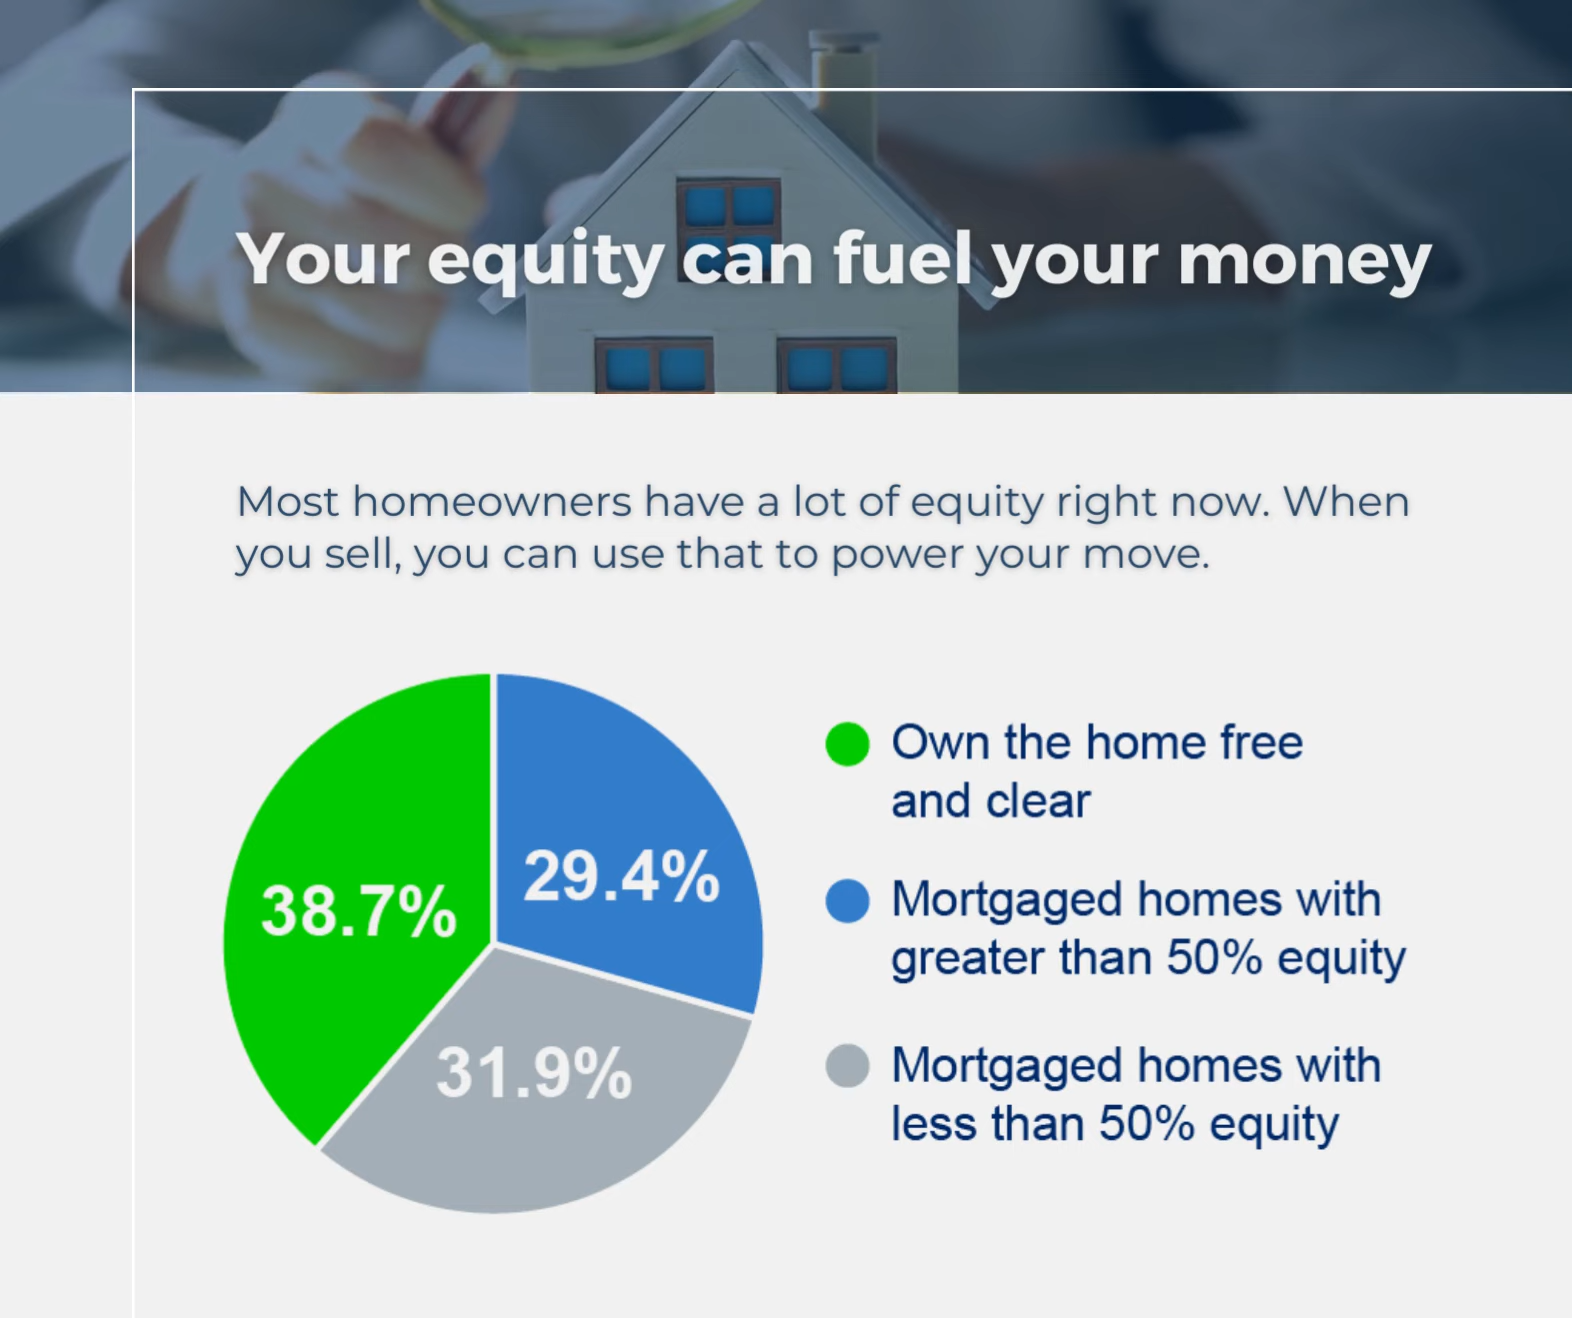 Your equity can fuel your money
Most homeowners have a lot of equity right now. When
you sell, you can use that to power your move.
38.7%
29.4%
31.9%
Own the home free
and clear
Mortgaged homes with
greater than 50% equity
Mortgaged homes with
less than 50% equity